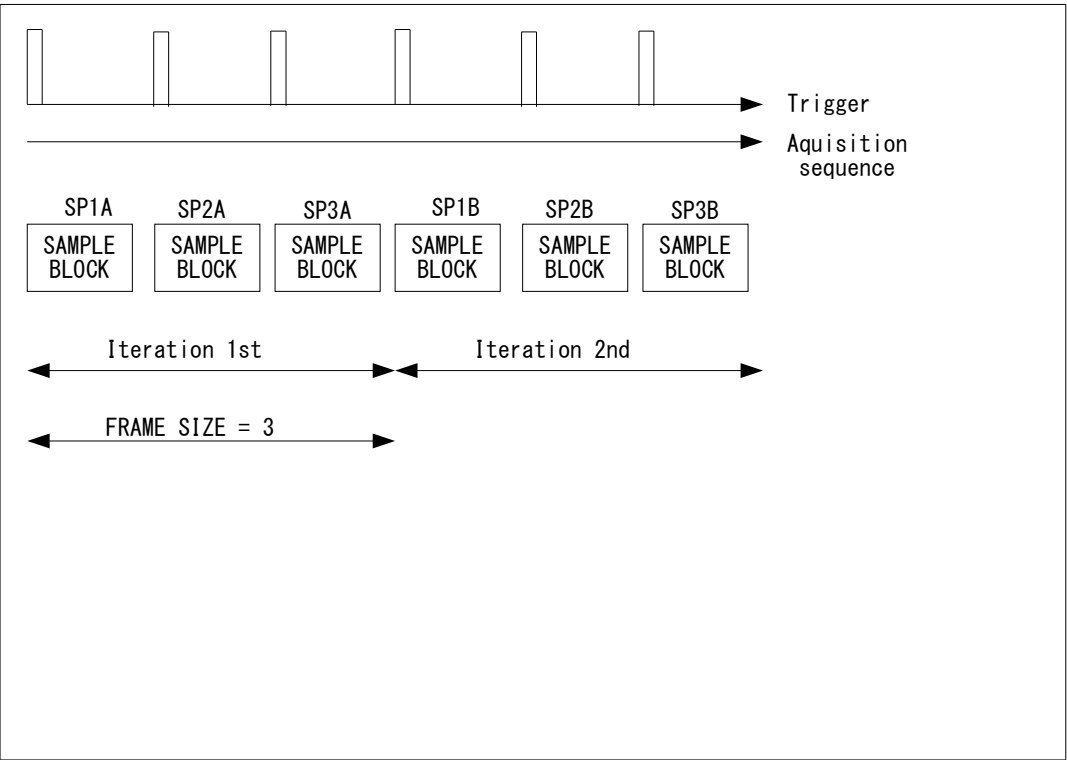 Trigger
Aquisition
sequence
SP1A SP2A SP3A SP1B SP2B SP3B
SAMPLE SAMPLE SAMPLE SAMPLE SAMPLE SAMPLE
BLOCK BLOCK BLOCK BLOCK BLOCK BLOCK
Iteration 1st Iteration 2nd
FRAME SIZE = 3